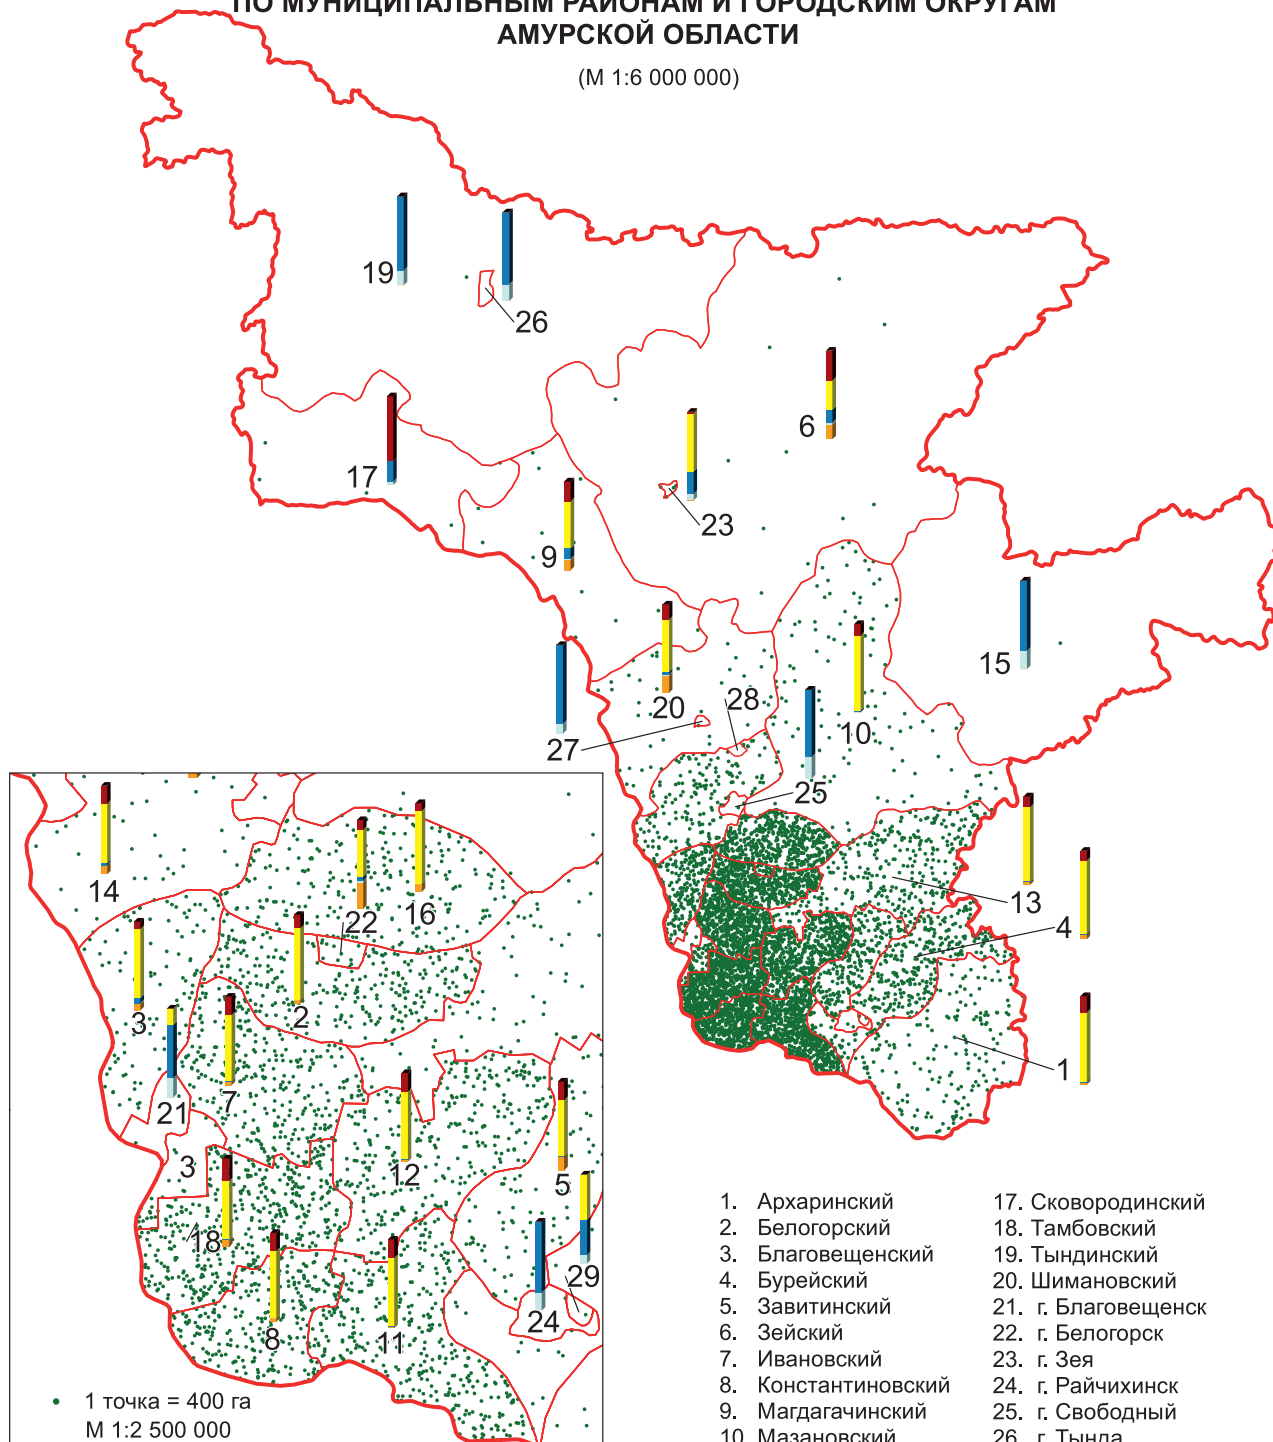 ПО МУНИЦИПАЛЬНЫМ РАЙОНАМ И ГОРОДСКИМ ОКРУГАМ
АМУРСКОЙ ОБЛАСТИ
(М 1:6 000 000)
19
26
6
17
23
9
15
20
28
10
27
25
14
22
16
13
4
3
2
21
7
1
12
3
5
18
29
24
8
11
1 точка = 400 га
М 1:2 500 000
1. Архаринский
2. Белогорский
3. Благовещенский
4. Бурейский
5. Завитинский
6. Зейский
7. Ивановский
8. Константиновский
9. Магдагачинский
10. Мазановский
17. Сковородинский
18. Тамбовский
19. Тындинский
20. Шимановский
21. г. Благовещенск
22. г. Белогорск
23. г. Зея
24. г. Райчихинск
25. г. Свободный
26. г. Тында